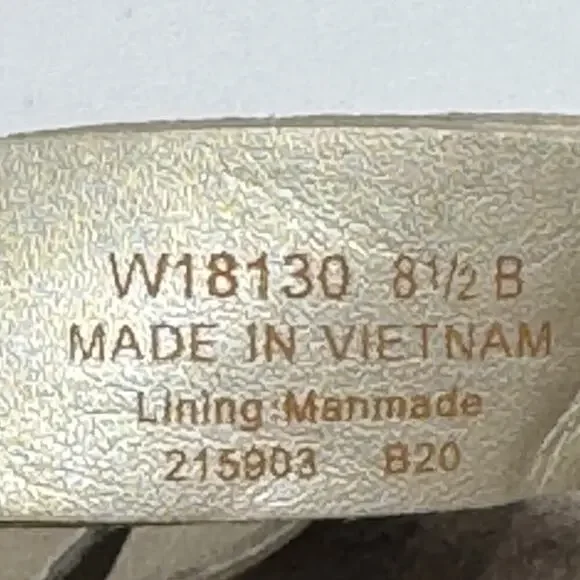 W18130 8½ B
MADE IN VIETNAM
Lining:Manmade
215903 B20